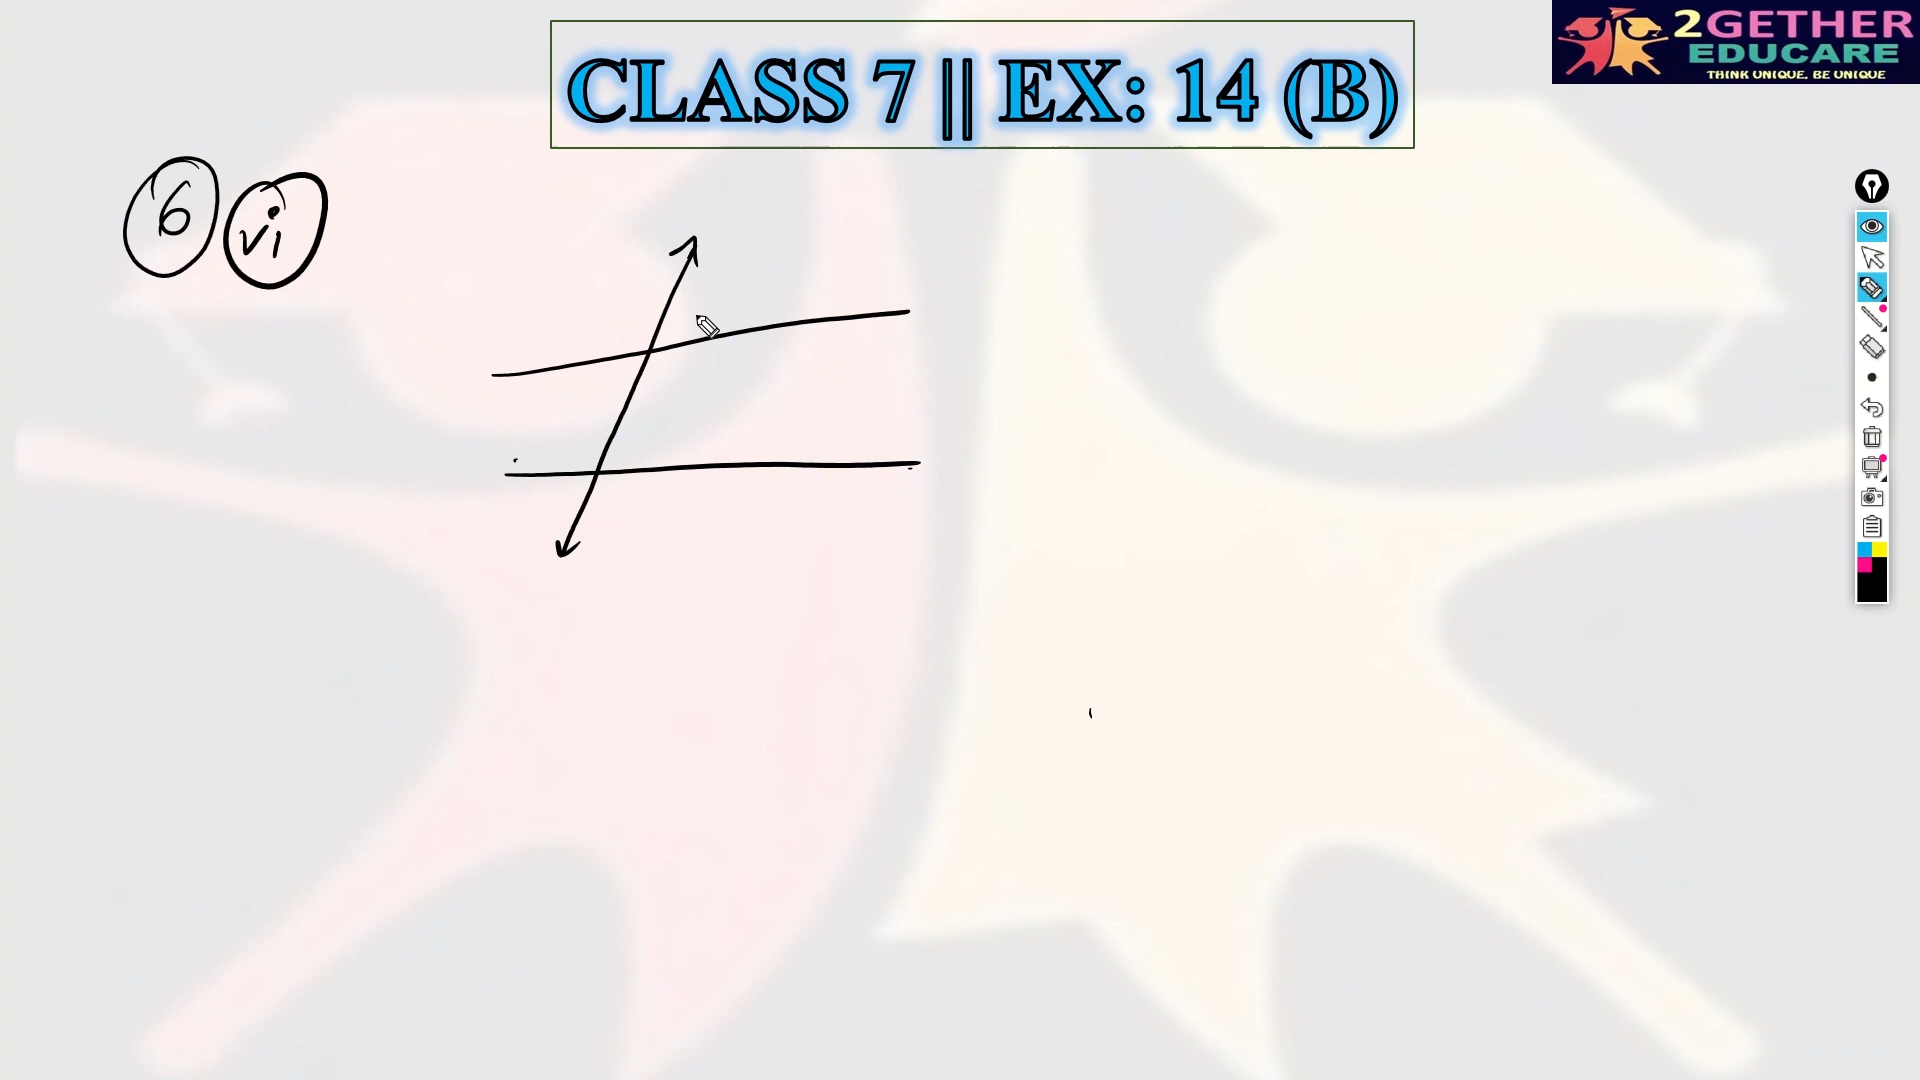 2GETHER
EDUCARE
THINK UNIQUE, BE UNIQUE
CLASS 7 || EX: 14 (B)
6 vi